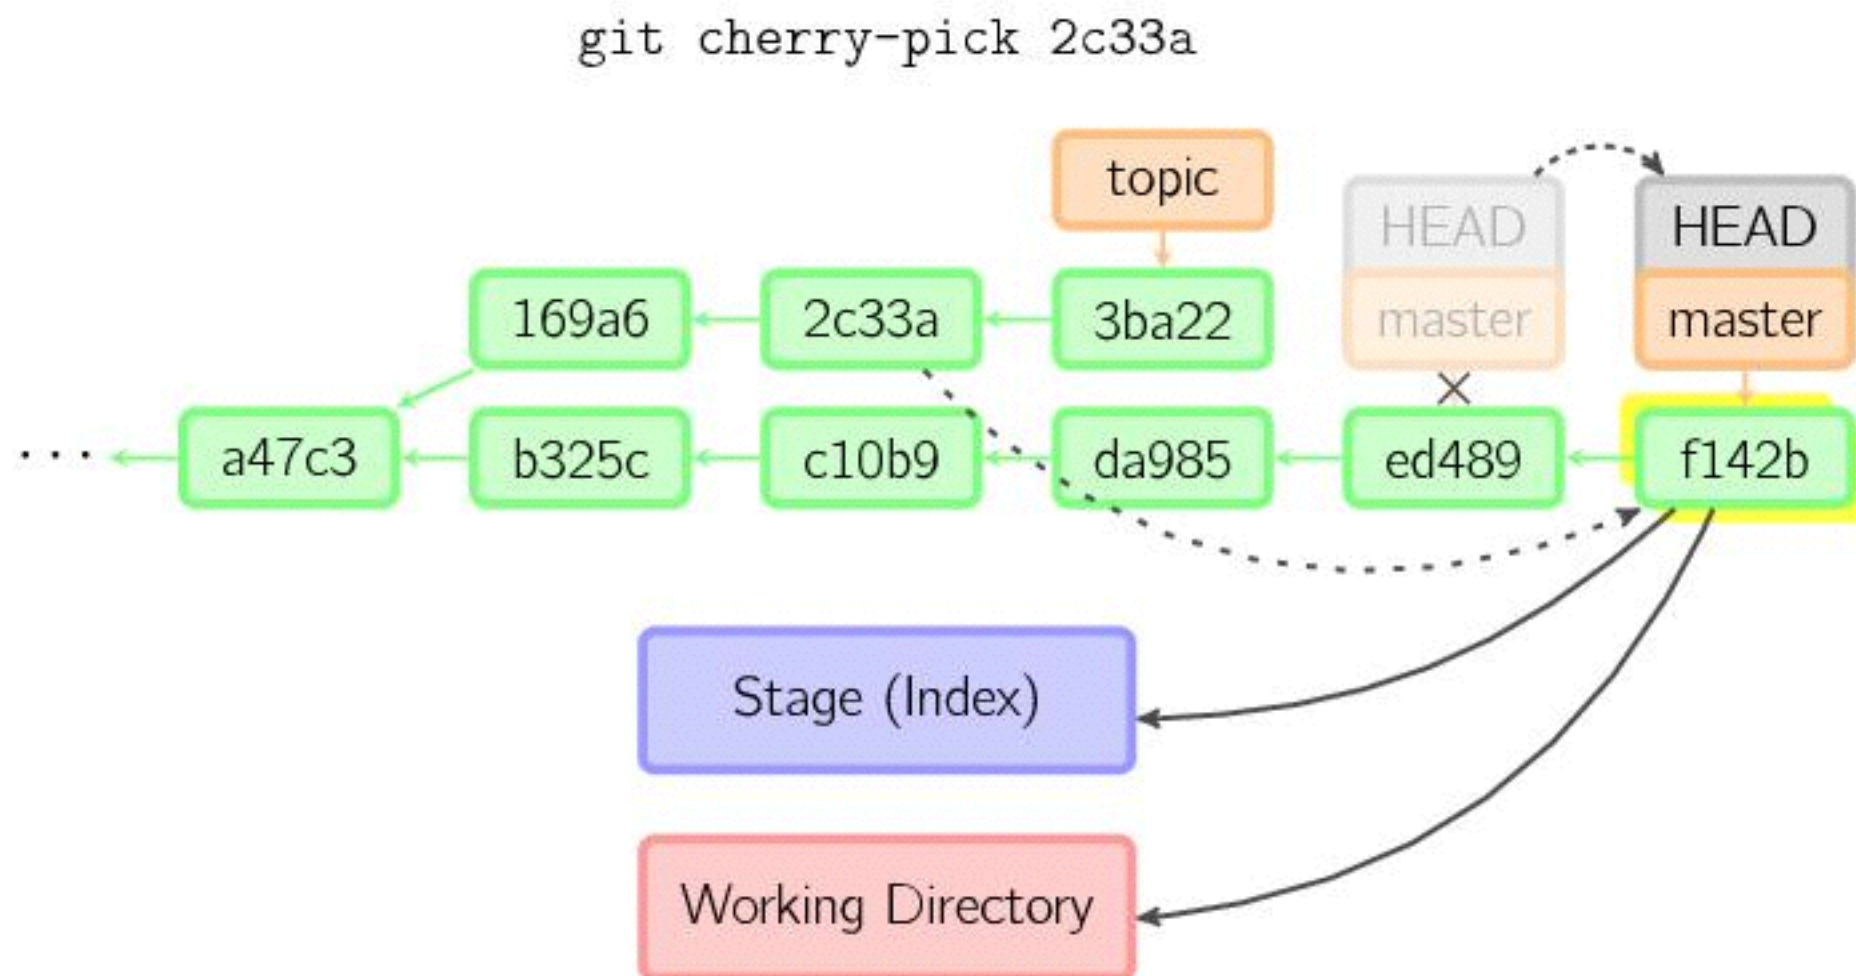 git cherry-pick 2c33a
topic
HEAD
HEAD
169a6
2c33a
3ba22
master
master
...
a47c3
b325c
c10b9
da985
ed489
f142b
Stage (Index)
Working Directory